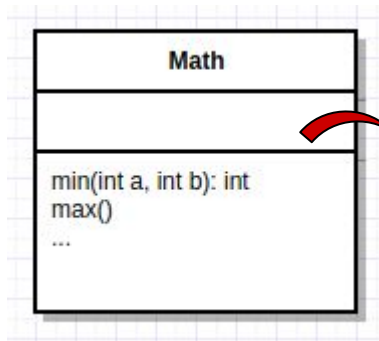 Math
min(int a, int b): int
max()
...